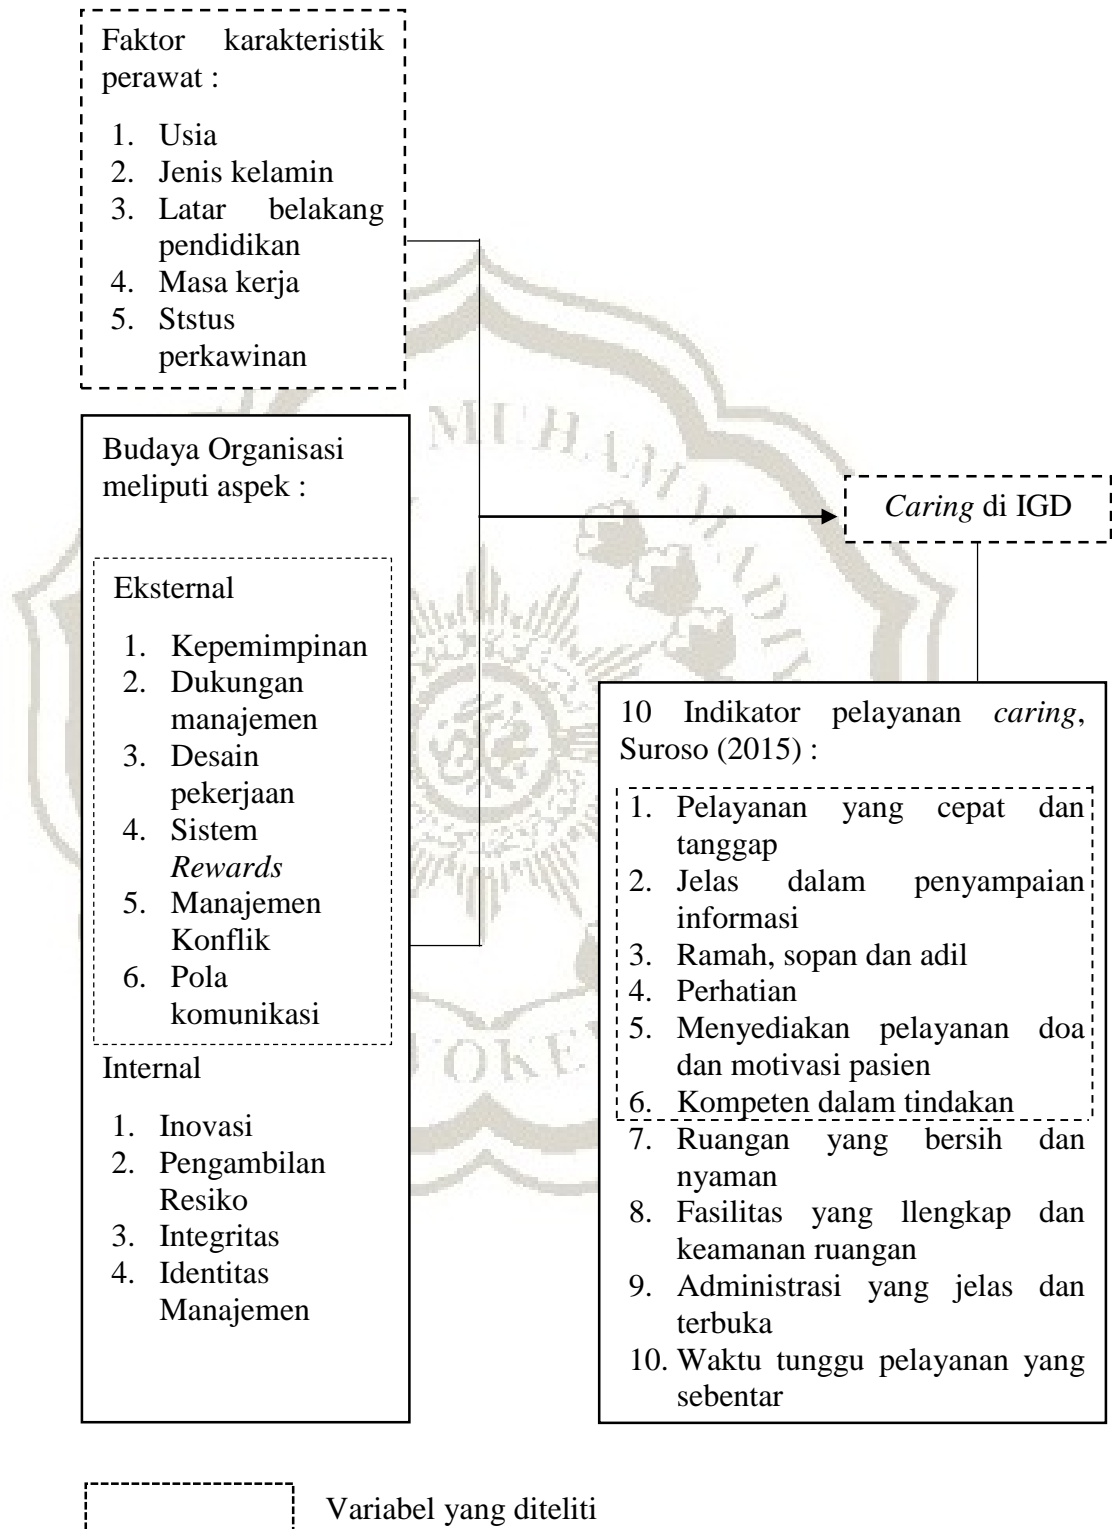 Faktor karakteristik
perawat :
1. Usia
2. Jenis kelamin
3. Latar belakang
pendidikan
4. Masa kerja
5. Ststus
perkawinan
Budaya Organisasi
meliputi aspek :
Eksternal
1. Kepemimpinan
2. Dukungan
manajemen
3. Desain
pekerjaan
4. Sistem
Rewards
5. Manajemen
Konflik
6. Pola
komunikasi
Internal
1. Inovasi
2. Pengambilan
Resiko
3. Integritas
4. Identitas
Manajemen
Caring di IGD
10 Indikator pelayanan caring,
Suroso (2015) :
1. Pelayanan yang cepat dan
tanggap
2. Jelas dalam penyampaian
informasi
3. Ramah, sopan dan adil
4. Perhatian
5. Menyediakan pelayanan doa
dan motivasi pasien
6. Kompeten dalam tindakan
7. Ruangan yang bersih dan
nyaman
8. Fasilitas yang llengkap dan
keamanan ruangan
9. Administrasi yang jelas dan
terbuka
10. Waktu tunggu pelayanan yang
sebentar
Variabel yang diteliti